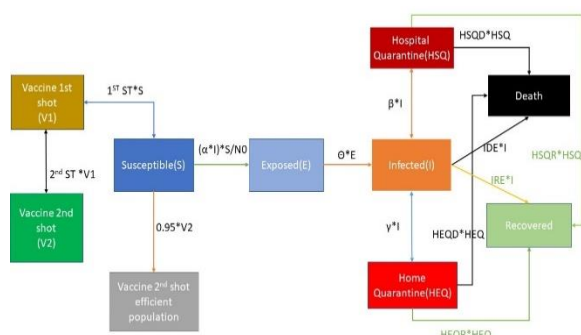 Hospital
Quarantine(HSQ)
HSQD*HSQ
Vaccine 1st
shot
(V1)
1ST ST*S
Death
β*I
(α*I)*S/N0
Θ*E
IDE*I
HSQR*HSQ
Susceptible(S)
Exposed(E)
Infected(I)
2nd ST *V1
IRE*I
Vaccine 2nd
shot
(V2)
0.95*V2
γ*I
HEQD*HEQ
Recovered
Vaccine 2nd shot
efficient
population
Home
Quarantine(HEQ)
HEQR*HEQ